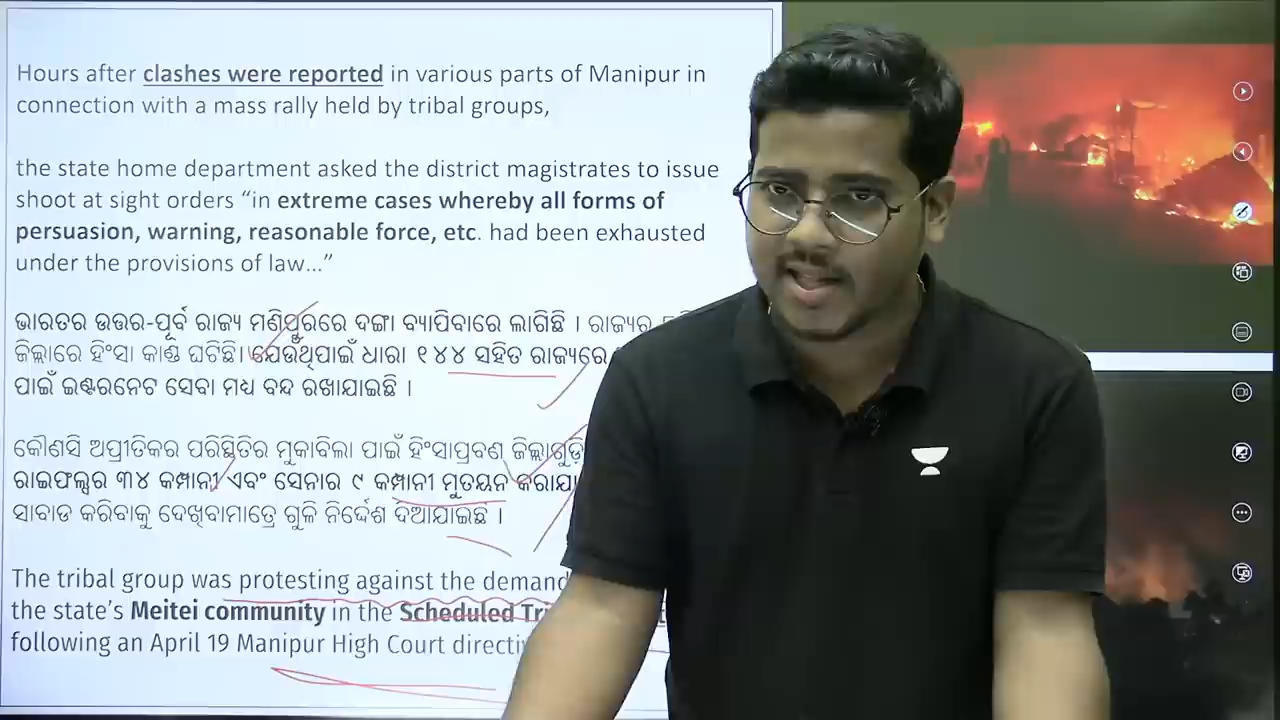 Hours after clashes were reported in various parts of Manipur in
connection with a mass rally held by tribal groups,
the state home department asked the district magistrates to issue
shoot at sight orders “in extreme cases whereby all forms of
persuasion, warning, reasonable force, etc. had been exhausted
under the provisions of law...”
ଭାରତର ଉତ୍ତର-ପୂର୍ବ ରାଜ୍ୟ ମଣିପୁରରେ ଦଙ୍ଗା ବ୍ୟାପିବାରେ ଲାଗିଛି । ରାଜ୍ୟର
ଜିଲ୍ଲାରେ ହିଂସା କାଣ୍ଡ ଘଟିଛି। ଯେଉଁଥିପାଇଁ ଧାରା ୧୪୪ ସହିତ ରାଜ୍ୟରେ
ପାଇଁ ଇଣ୍ଟରନେଟ ସେବା ମଧ୍ୟ ବନ୍ଦ ରଖାଯାଇଛି ।
କୌଣସି ଅପ୍ରୀତିକର ପରିସ୍ଥିତିର ମୁକାବିଲା ପାଇଁ ହିଂସାପ୍ରବଣ
ରାଇଫଲ୍ସର ୩୪ କମ୍ପାନୀ ଏବଂ ସେନାର ୯ କମ୍ପାନୀ ମୁତୟନ
ସାବାଡ କରିବାକୁ ଦେଖିବାମାତ୍ରେ ଗୁଳି ନିର୍ଦ୍ଦେଶ ଦିଆଯାଇଛି ।
The tribal group was protesting against the demand
the state’s Meitei community in the Scheduled
following an April 19 Manipur High Court